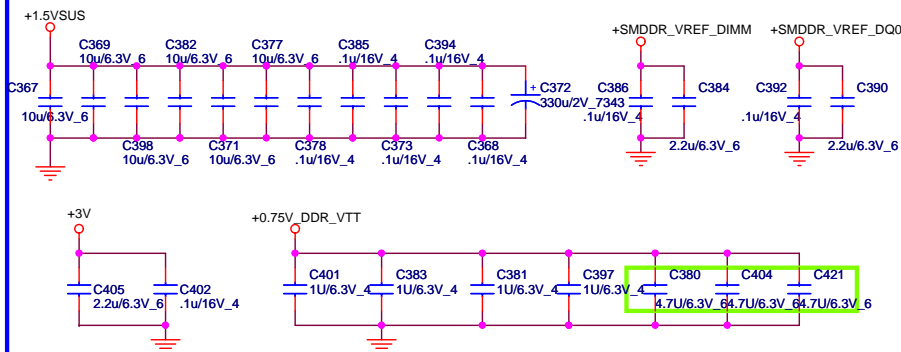 +1.5VSUS
+SMDDR_VREF_DIMM
+SMDDR_VREF_DQ0
C369
10u/6.3V_6
C382
10u/6.3V_6
C377
10u/6.3V_6
C385
.1u/16V_4
C394
.1u/16V_4
C367
10u/6.3V_6
+ C372
330u/2V_7343
C386
.1u/16V_4
C384
2.2u/6.3V_6
C392
.1u/16V_4
C390
2.2u/6.3V_6
C398
10u/6.3V_6
C371
10u/6.3V_6
C378
.1u/16V_4
C373
.1u/16V_4
C368
.1u/16V_4
+3V
+0.75V_DDR_VTT
C405
2.2u/6.3V_6
C402
.1u/16V_4
C401
1U/6.3V_4
C383
1U/6.3V_4
C381
1U/6.3V_4
C397
1U/6.3V_4
C380
4.7U/6.3V_6
C404
4.7U/6.3V_6
C421
4.7U/6.3V_6